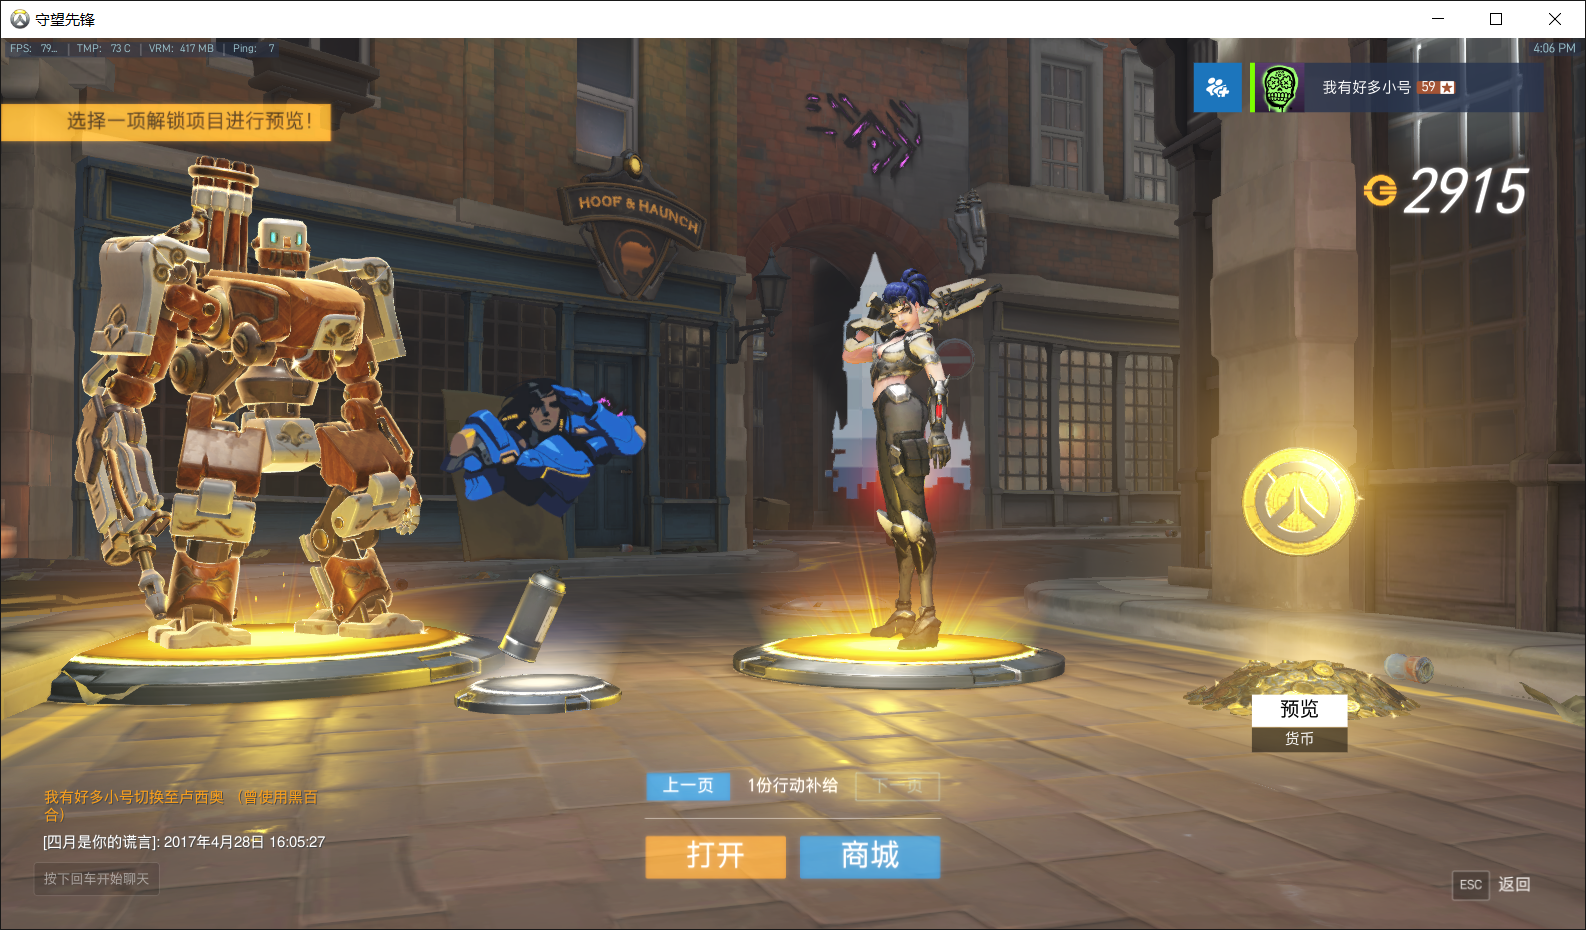 守望先锋
FPS: 79... | TMP: 73 C | VRM: 417 MB | Ping: 7
4:06 PM
我有好多小号 59
选择一项解锁项目进行预览！
2915
HOOF & HAUNCH
预览
货币
上一页 1份行动补给 下一页
打开 商城
我有好多小号切换至卢西奥 （曾使用黑百
合）
[四月是你的谎言]: 2017年4月28日 16:05:27
按下回车开始聊天
ESC 返回